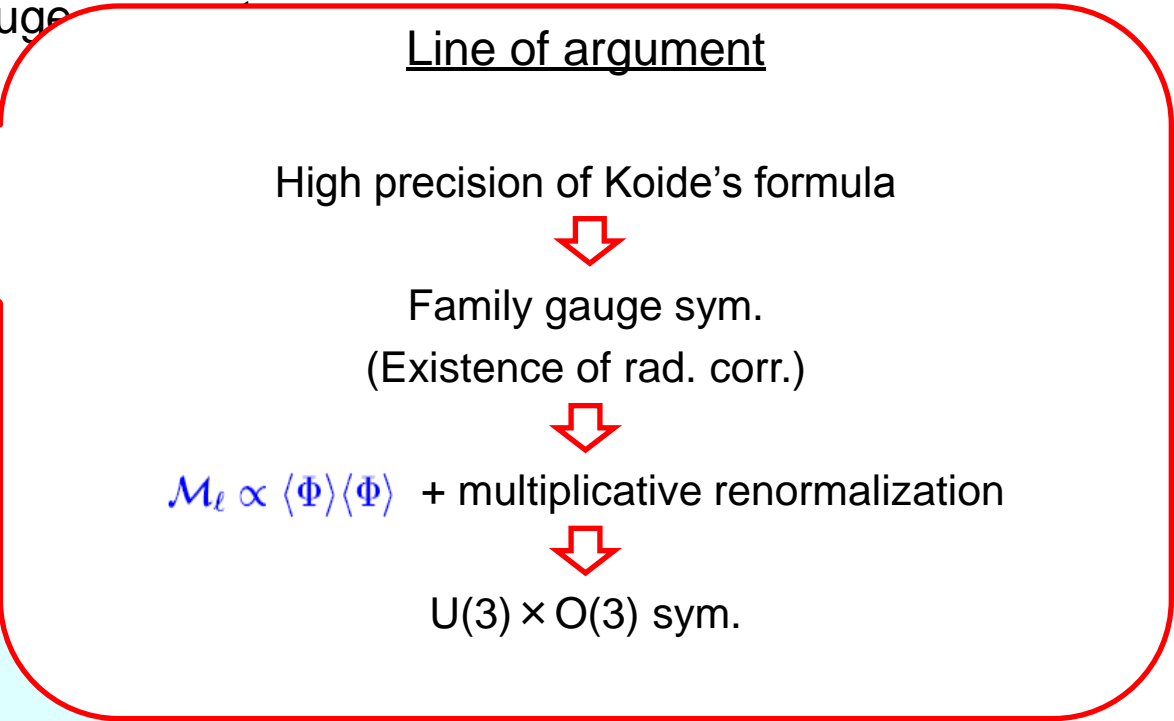 Line of argument
High precision of Koide’s formula
Family gauge sym.
(Existence of rad. corr.)
ℳℓ ∝ ⟨Φ⟩⟨Φ⟩ + multiplicative renormalization
U(3) × O(3) sym.